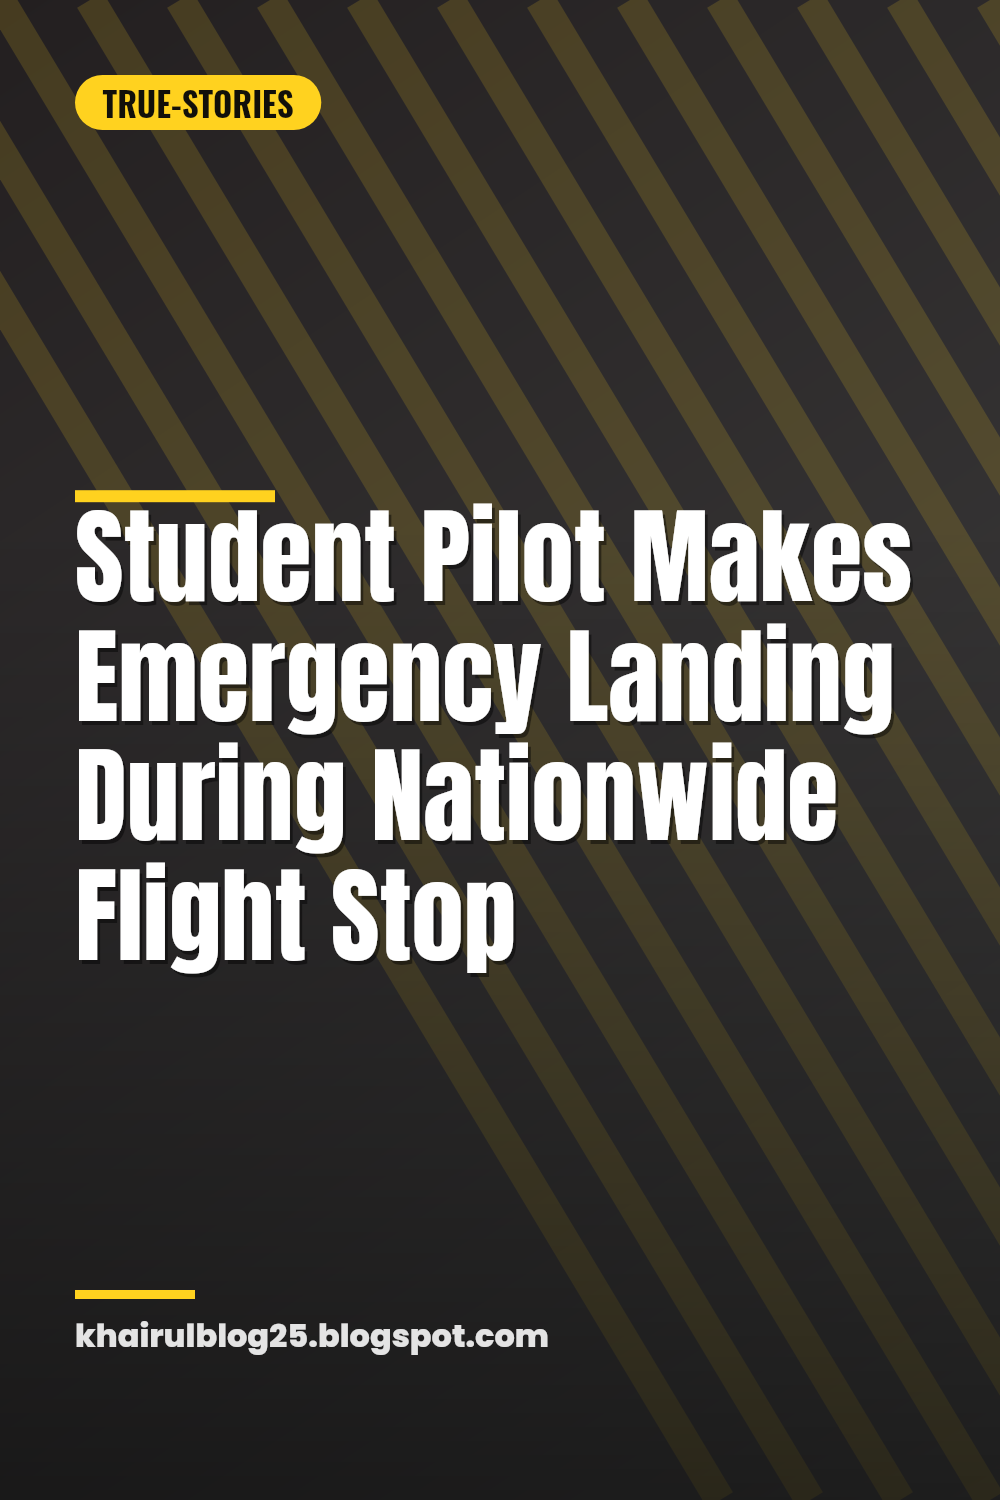 TRUE-STORIES
Student Pilot Makes
Emergency Landing
During Nationwide
Flight Stop
khairulblog25.blogspot.com